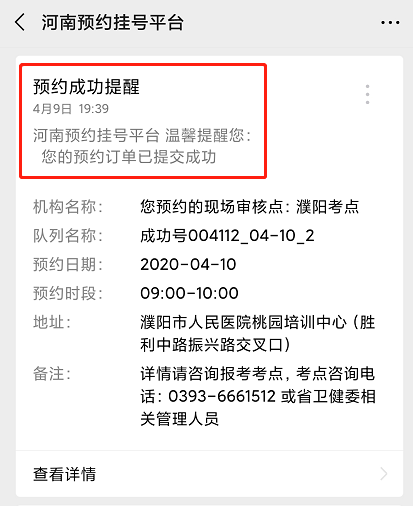 河南预约挂号平台
预约成功提醒
4月9日 19:39
河南预约挂号平台 温馨提醒您：
您的预约订单已提交成功
机构名称： 您预约的现场审核点：濮阳考点
队列名称： 成功号004112_04-10_2
预约日期： 2020-04-10
预约时段： 09:00-10:00
地址： 濮阳市人民医院桃园培训中心（胜
利中路振兴路交叉口）
备注： 详情请咨询报考考点，考点咨询电
话：0393-6661512 或省卫健委相
关管理人员
查看详情